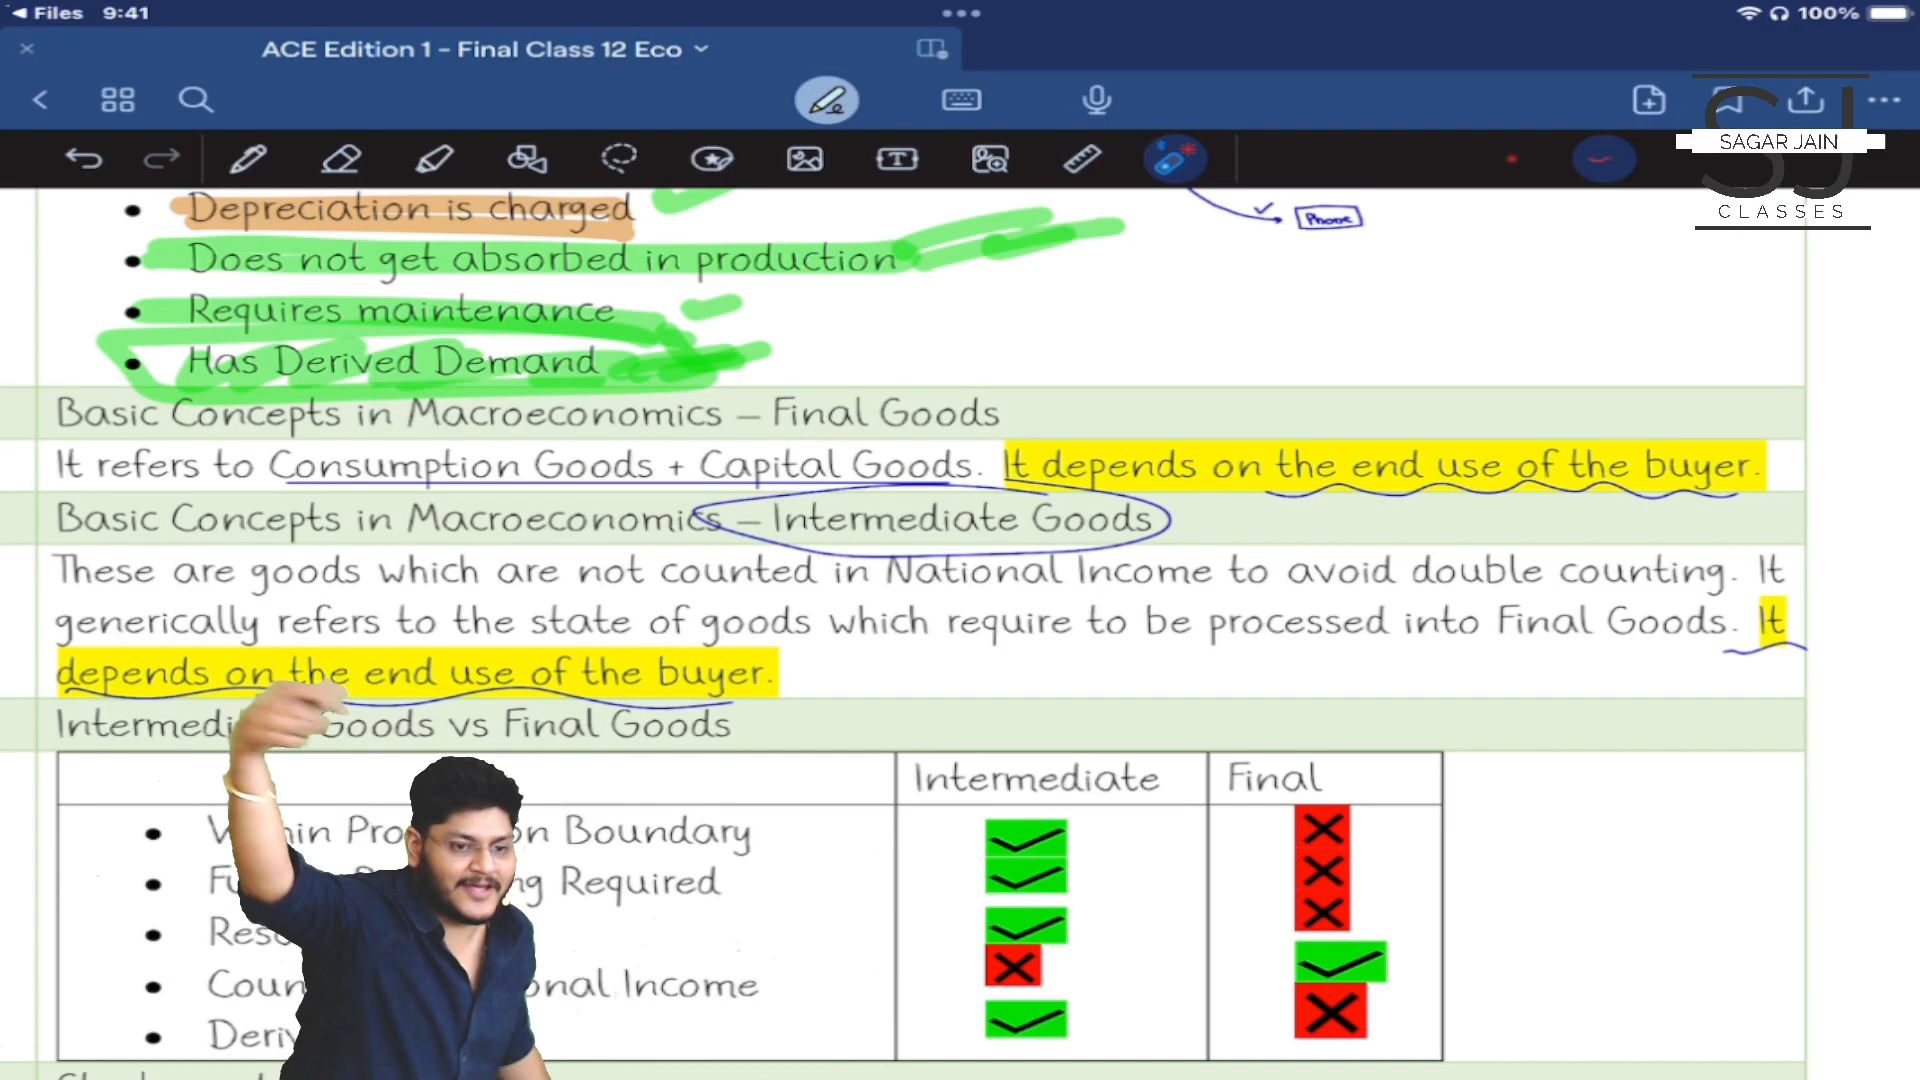 Files 9:41
100%
ACE Edition 1 - Final Class 12 Eco
SJ
SAGAR JAIN
CLASSES
Depreciation is charged
Phone
Does not get absorbed in production
Requires maintenance
Has Derived Demand
Basic Concepts in Macroeconomics – Final Goods
It refers to Consumption Goods + Capital Goods. It depends on the end use of the buyer.
Basic Concepts in Macroeconomics – Intermediate Goods
These are goods which are not counted in National Income to avoid double counting. It
generically refers to the state of goods which require to be processed into Final Goods. It
depends on the end use of the buyer.
Goods vs Final Goods
Intermediate Final
Boundary
Required
Income